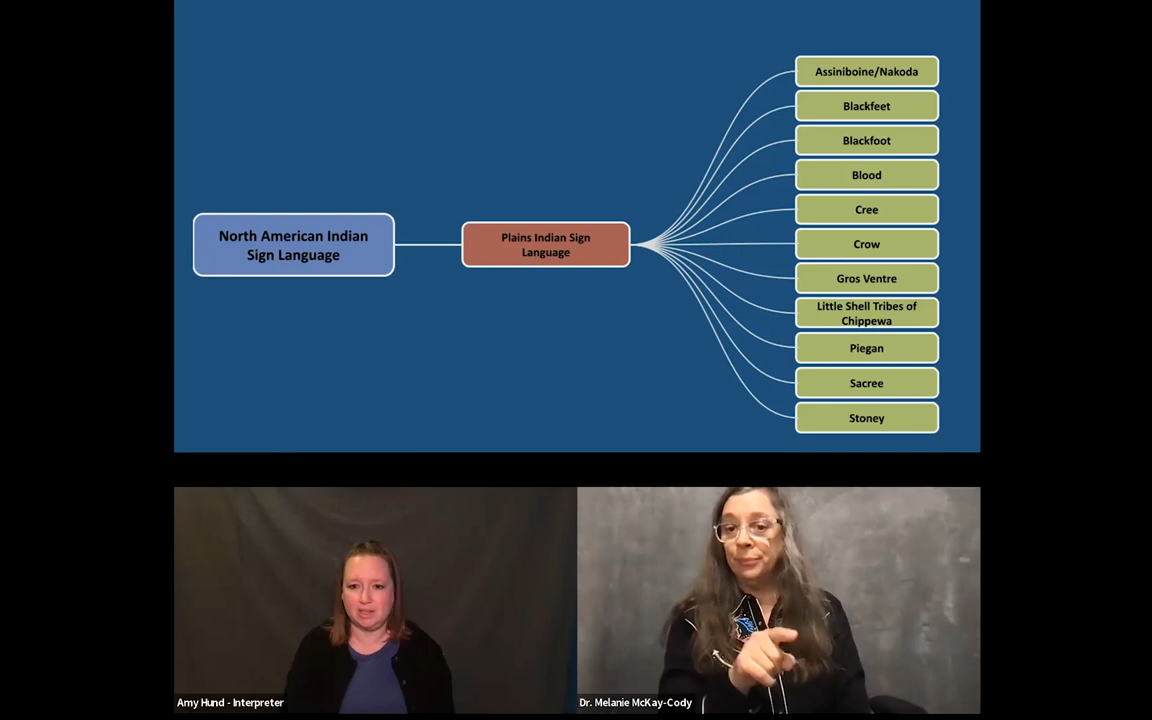 North American Indian
Sign Language
Plains Indian Sign
Language
Assiniboine/Nakoda
Blackfeet
Blackfoot
Blood
Cree
Crow
Gros Ventre
Little Shell Tribes of
Chippewa
Piegan
Sacree
Stoney
Amy Hund - Interpreter
Dr. Melanie McKay-Cody